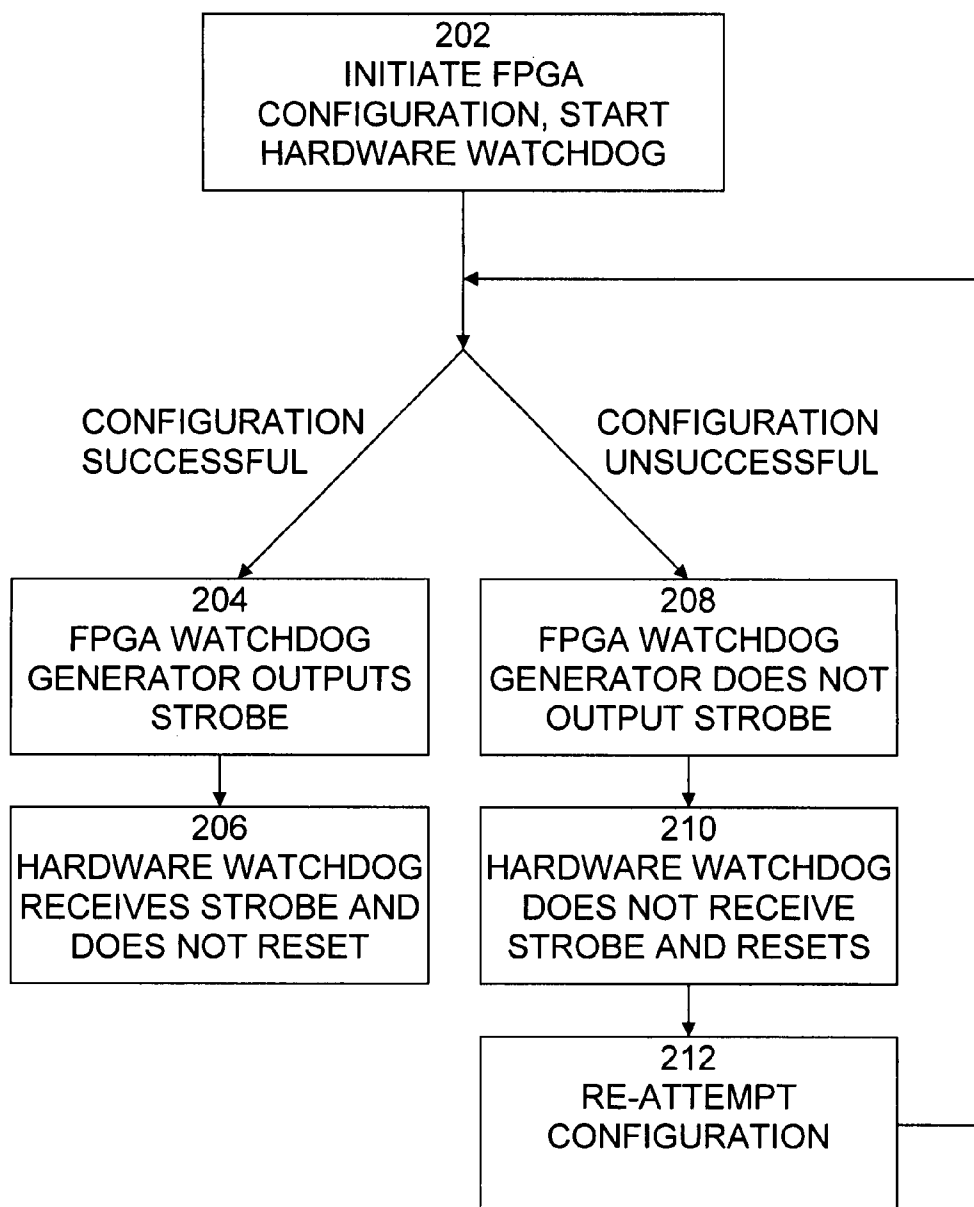 202
INITIATE FPGA
CONFIGURATION, START
HARDWARE WATCHDOG
CONFIGURATION
SUCCESSFUL
CONFIGURATION
UNSUCCESSFUL
204
FPGA WATCHDOG
GENERATOR OUTPUTS
STROBE
208
FPGA WATCHDOG
GENERATOR DOES NOT
OUTPUT STROBE
206
HARDWARE WATCHDOG
RECEIVES STROBE AND
DOES NOT RESET
210
HARDWARE WATCHDOG
DOES NOT RECEIVE
STROBE AND RESETS
212
RE-ATTEMPT
CONFIGURATION